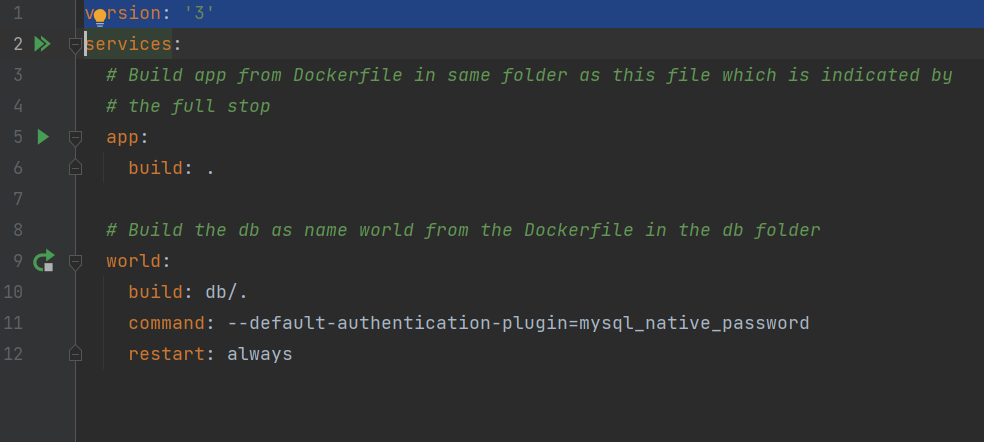 1 version: '3'
2 services:
3 # Build app from Dockerfile in same folder as this file which is indicated by
4 # the full stop
5 app:
6 build: .
7
8 # Build the db as name world from the Dockerfile in the db folder
9 world:
10 build: db/.
11 command: --default-authentication-plugin=mysql_native_password
12 restart: always